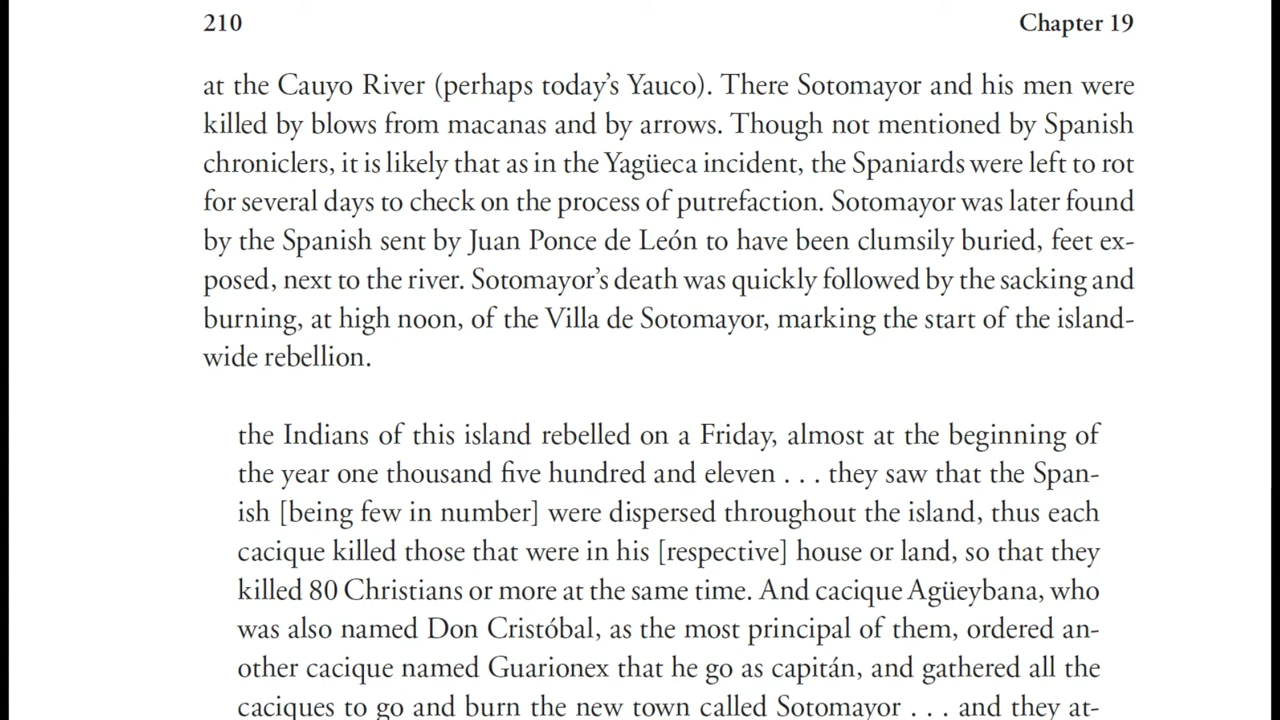 210 Chapter 19
at the Cauyo River (perhaps today's Yauco). There Sotomayor and his men were
killed by blows from macanas and by arrows. Though not mentioned by Spanish
chroniclers, it is likely that as in the Yagüeca incident, the Spaniards were left to rot
for several days to check on the process of putrefaction. Sotomayor was later found
by the Spanish sent by Juan Ponce de León to have been clumsily buried, feet ex-
posed, next to the river. Sotomayor's death was quickly followed by the sacking and
burning, at high noon, of the Villa de Sotomayor, marking the start of the island-
wide rebellion.
the Indians of this island rebelled on a Friday, almost at the beginning of
the year one thousand five hundred and eleven . . . they saw that the Span-
ish [being few in number] were dispersed throughout the island, thus each
cacique killed those that were in his [respective] house or land, so that they
killed 80 Christians or more at the same time. And cacique Agüeybana, who
was also named Don Cristóbal, as the most principal of them, ordered an-
other cacique named Guarionex that he go as capitán, and gathered all the
caciques to go and burn the new town called Sotomayor . . . and they at-